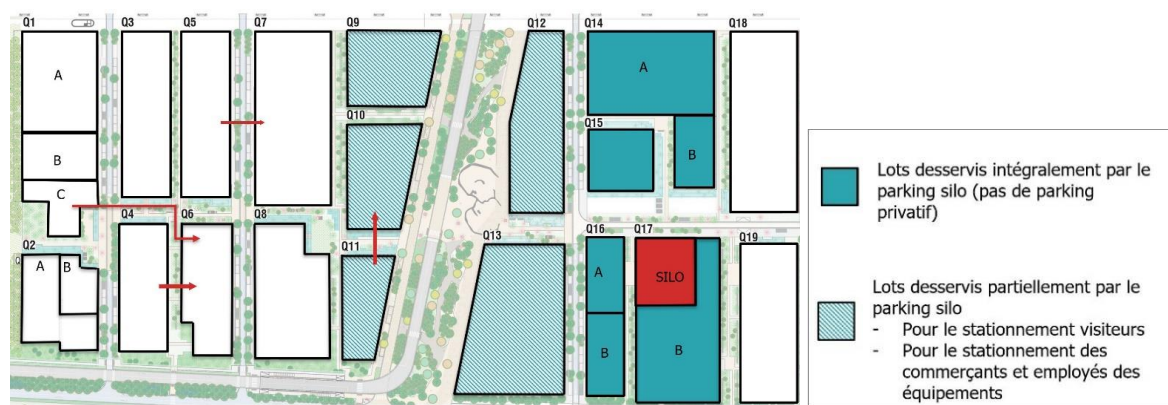 Q1 Q3 Q5 Q7 Q9 Q12 Q14 Q18
A
A
Q10
Q15
B
B
C
Q4 Q6 Q8 Q11 Q13 Q16 Q17 Q19
Q2
A B
A
SILO
B
B
Lots desservis intégralement par le
parking silo (pas de parking
privatif)
Lots desservis partiellement par le
parking silo
- Pour le stationnement visiteurs
- Pour le stationnement des
commerçants et employés des
équipements